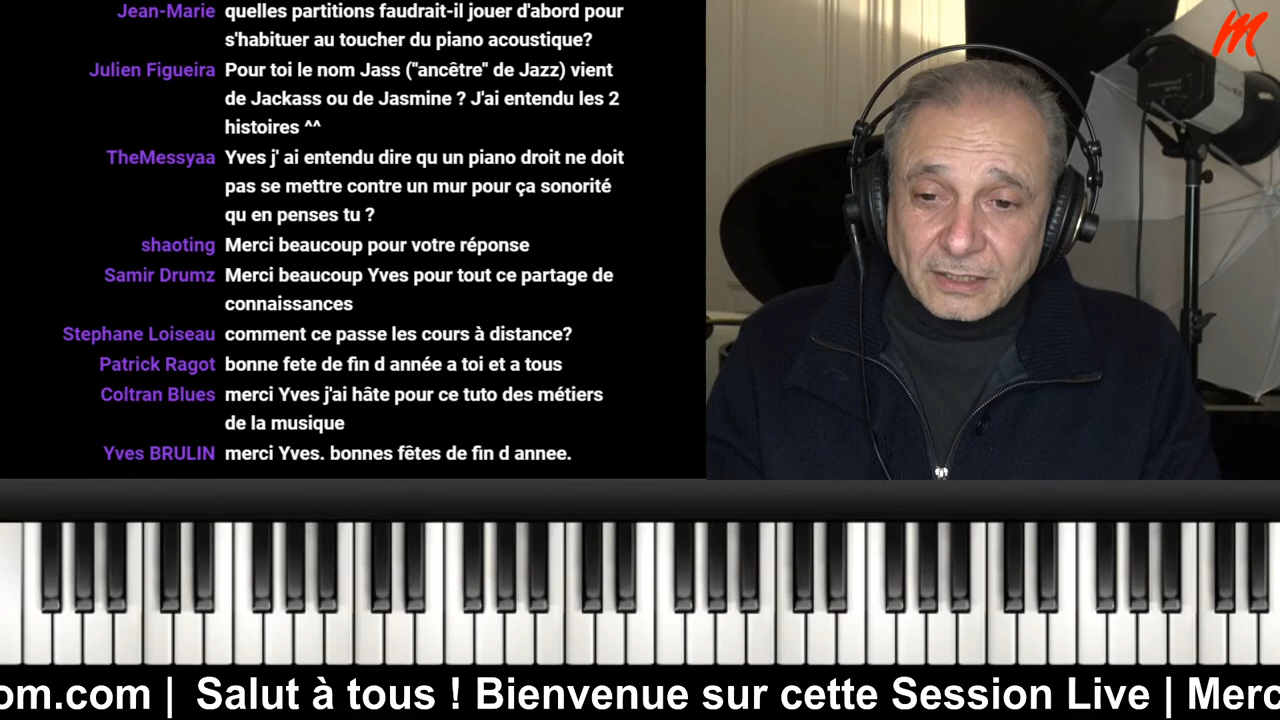 Jean-Marie quelles partitions faudrait-il jouer d'abord pour
s'habituer au toucher du piano acoustique?
Julien Figueira Pour toi le nom Jass ("ancêtre" de Jazz) vient
de Jackass ou de Jasmine ? J'ai entendu les 2
histoires ^^
TheMessyaa Yves j' ai entendu dire qu un piano droit ne doit
pas se mettre contre un mur pour ça sonorité
qu en penses tu ?
shaoting Merci beaucoup pour votre réponse
Samir Drumz Merci beaucoup Yves pour tout ce partage de
connaissances
Stephane Loiseau comment ce passe les cours à distance?
Patrick Ragot bonne fete de fin d année a toi et a tous
Coltran Blues merci Yves j'ai hâte pour ce tuto des métiers
de la musique
Yves BRULIN merci Yves. bonnes fêtes de fin d annee.
M
om.com | Salut à tous ! Bienvenue sur cette Session Live | Merc